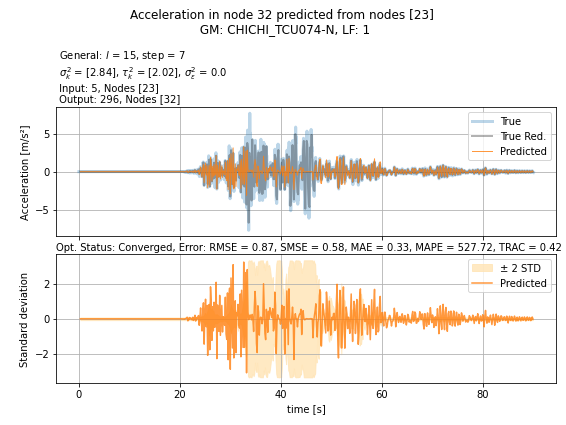 Acceleration in node 32 predicted from nodes [23]
GM: CHICHI_TCU074-N, LF: 1
General: l = 15, step = 7
σ²ₖ = [2.84], τ²ₖ = [2.02], σ²ε = 0.0
Input: 5, Nodes [23]
Output: 296, Nodes [32]
Acceleration [m/s²]
5
0
−5
True
True Red.
Predicted
Opt. Status: Converged, Error: RMSE = 0.87, SMSE = 0.58, MAE = 0.33, MAPE = 527.72, TRAC = 0.42
Standard deviation
2
0
−2
± 2 STD
Predicted
0 20 40 60 80
time [s]